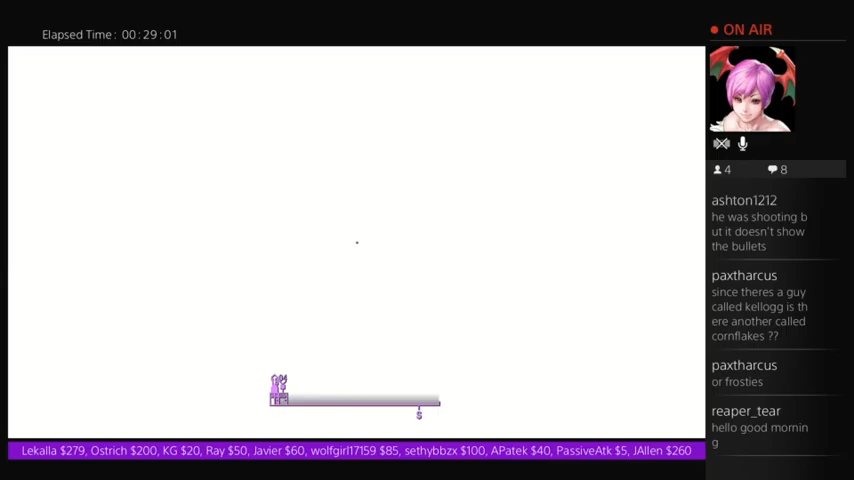 Elapsed Time: 00:29:01
ON AIR
4
8
ashton1212
he was shooting b
ut it doesn't show
the bullets
paxtharcus
since theres a guy
called kellogg is th
ere another called
cornflakes ??
paxtharcus
or frosties
reaper_tear
hello good mornin
g
S
Lekalla $279, Ostrich $200, KG $20, Ray $50, Javier $60, wolfgirl17159 $85, sethybbzx $100, APatek $40, PassiveAtk $5, JAllen $260